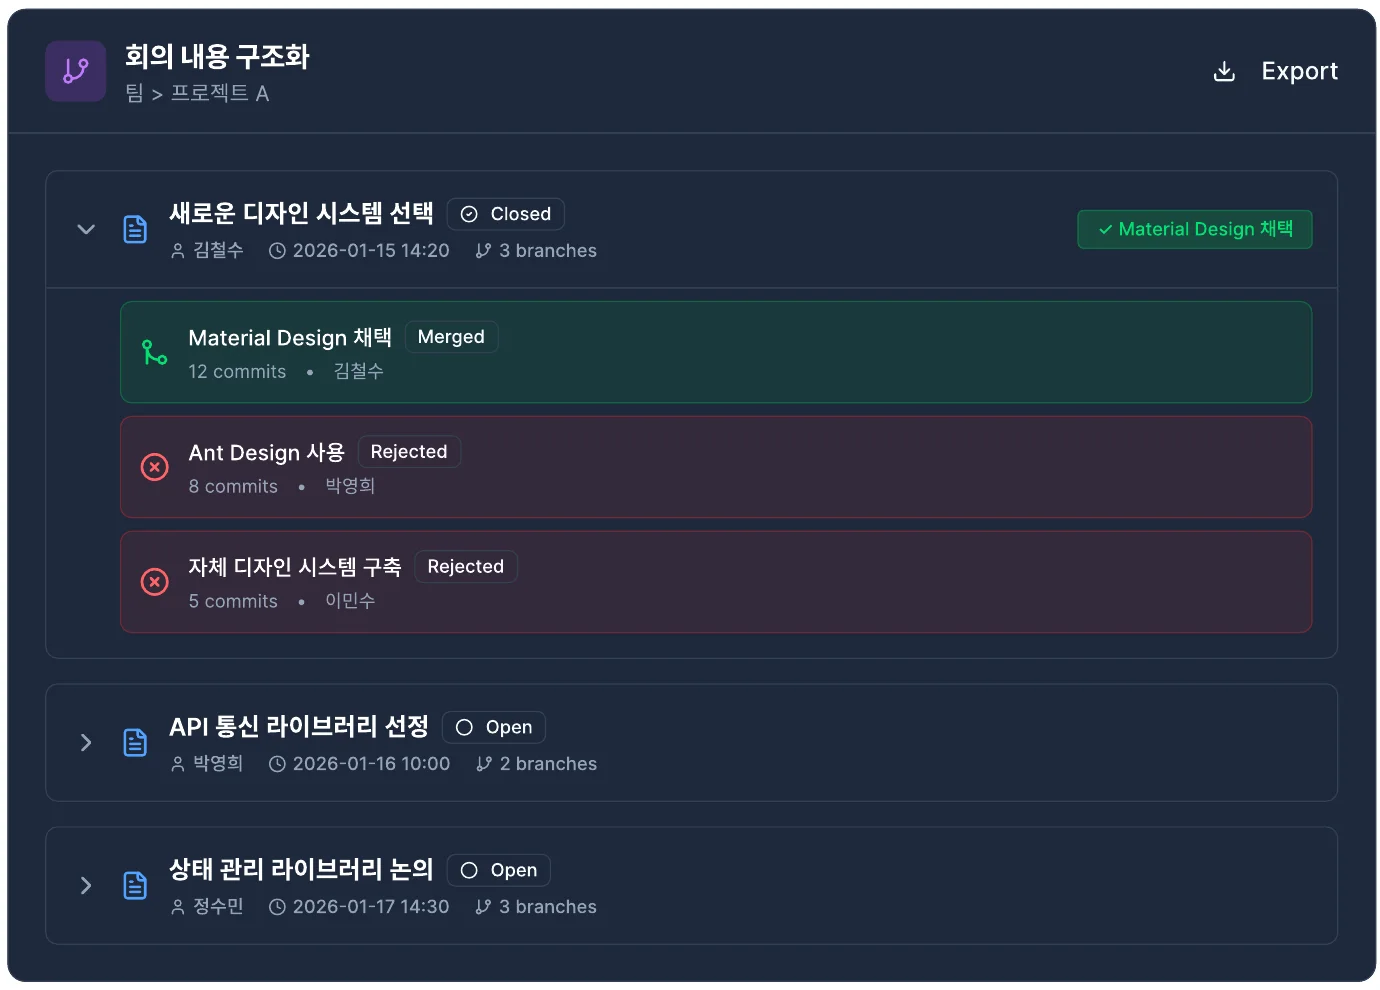 회의 내용 구조화
팀 > 프로젝트 A
Export
새로운 디자인 시스템 선택 Closed
김철수 2026-01-15 14:20 3 branches
Material Design 채택
Material Design 채택 Merged
12 commits • 김철수
Ant Design 사용 Rejected
8 commits • 박영희
자체 디자인 시스템 구축 Rejected
5 commits • 이민수
API 통신 라이브러리 선정 Open
박영희 2026-01-16 10:00 2 branches
상태 관리 라이브러리 논의 Open
정수민 2026-01-17 14:30 3 branches